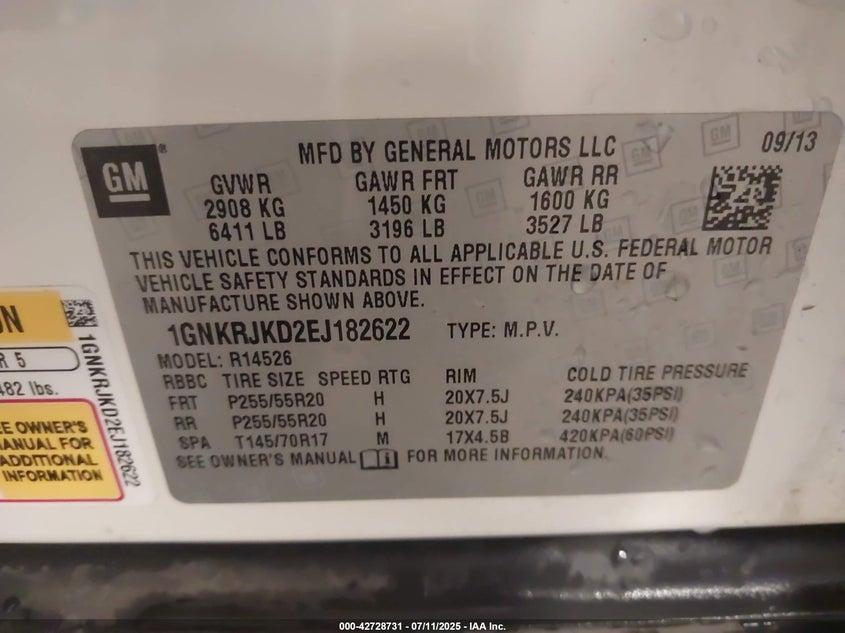 MFD BY GENERAL MOTORS LLC 09/13
GM®
GVWR GAWR FRT GAWR RR
2908 KG 1450 KG 1600 KG
6411 LB 3196 LB 3527 LB
THIS VEHICLE CONFORMS TO ALL APPLICABLE U.S. FEDERAL MOTOR
VEHICLE SAFETY STANDARDS IN EFFECT ON THE DATE OF
MANUFACTURE SHOWN ABOVE.
1GNKRJKD2EJ182622 TYPE: M.P.V.
MODEL: R14526
RBBC TIRE SIZE SPEED RTG RIM COLD TIRE PRESSURE
FRT P255/55R20 H 20X7.5J 240KPA(35PSI)
RR P255/55R20 H 20X7.5J 240KPA(35PSI)
SPA T145/70R17 M 17X4.5B 420KPA(60PSI)
SEE OWNER'S MANUAL FOR MORE INFORMATION.
ON
R 5
482 lbs.
EE OWNER'S
MANUAL FOR
ADDITIONAL
INFORMATION
1GNKRJKD2EJ182622
000-42728731 - 07/11/2025 - IAA Inc.